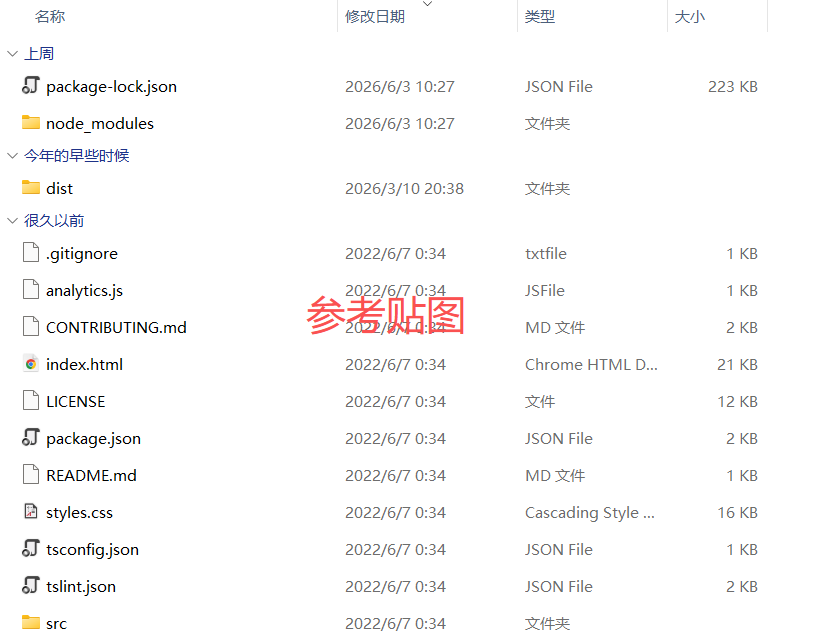 名称 修改日期 类型 大小
上周
package-lock.json 2026/6/3 10:27 JSON File 223 KB
node_modules 2026/6/3 10:27 文件夹
今年的早些时候
dist 2026/3/10 20:38 文件夹
很久以前
.gitignore 2022/6/7 0:34 txtfile 1 KB
analytics.js 2022/6/7 0:34 JSFile 1 KB
参考贴图
CONTRIBUTING.md 2022/6/7 0:34 MD 文件 2 KB
index.html 2022/6/7 0:34 Chrome HTML D... 21 KB
LICENSE 2022/6/7 0:34 文件 12 KB
package.json 2022/6/7 0:34 JSON File 2 KB
README.md 2022/6/7 0:34 MD 文件 1 KB
styles.css 2022/6/7 0:34 Cascading Style ... 16 KB
tsconfig.json 2022/6/7 0:34 JSON File 1 KB
tslint.json 2022/6/7 0:34 JSON File 2 KB
src 2022/6/7 0:34 文件夹